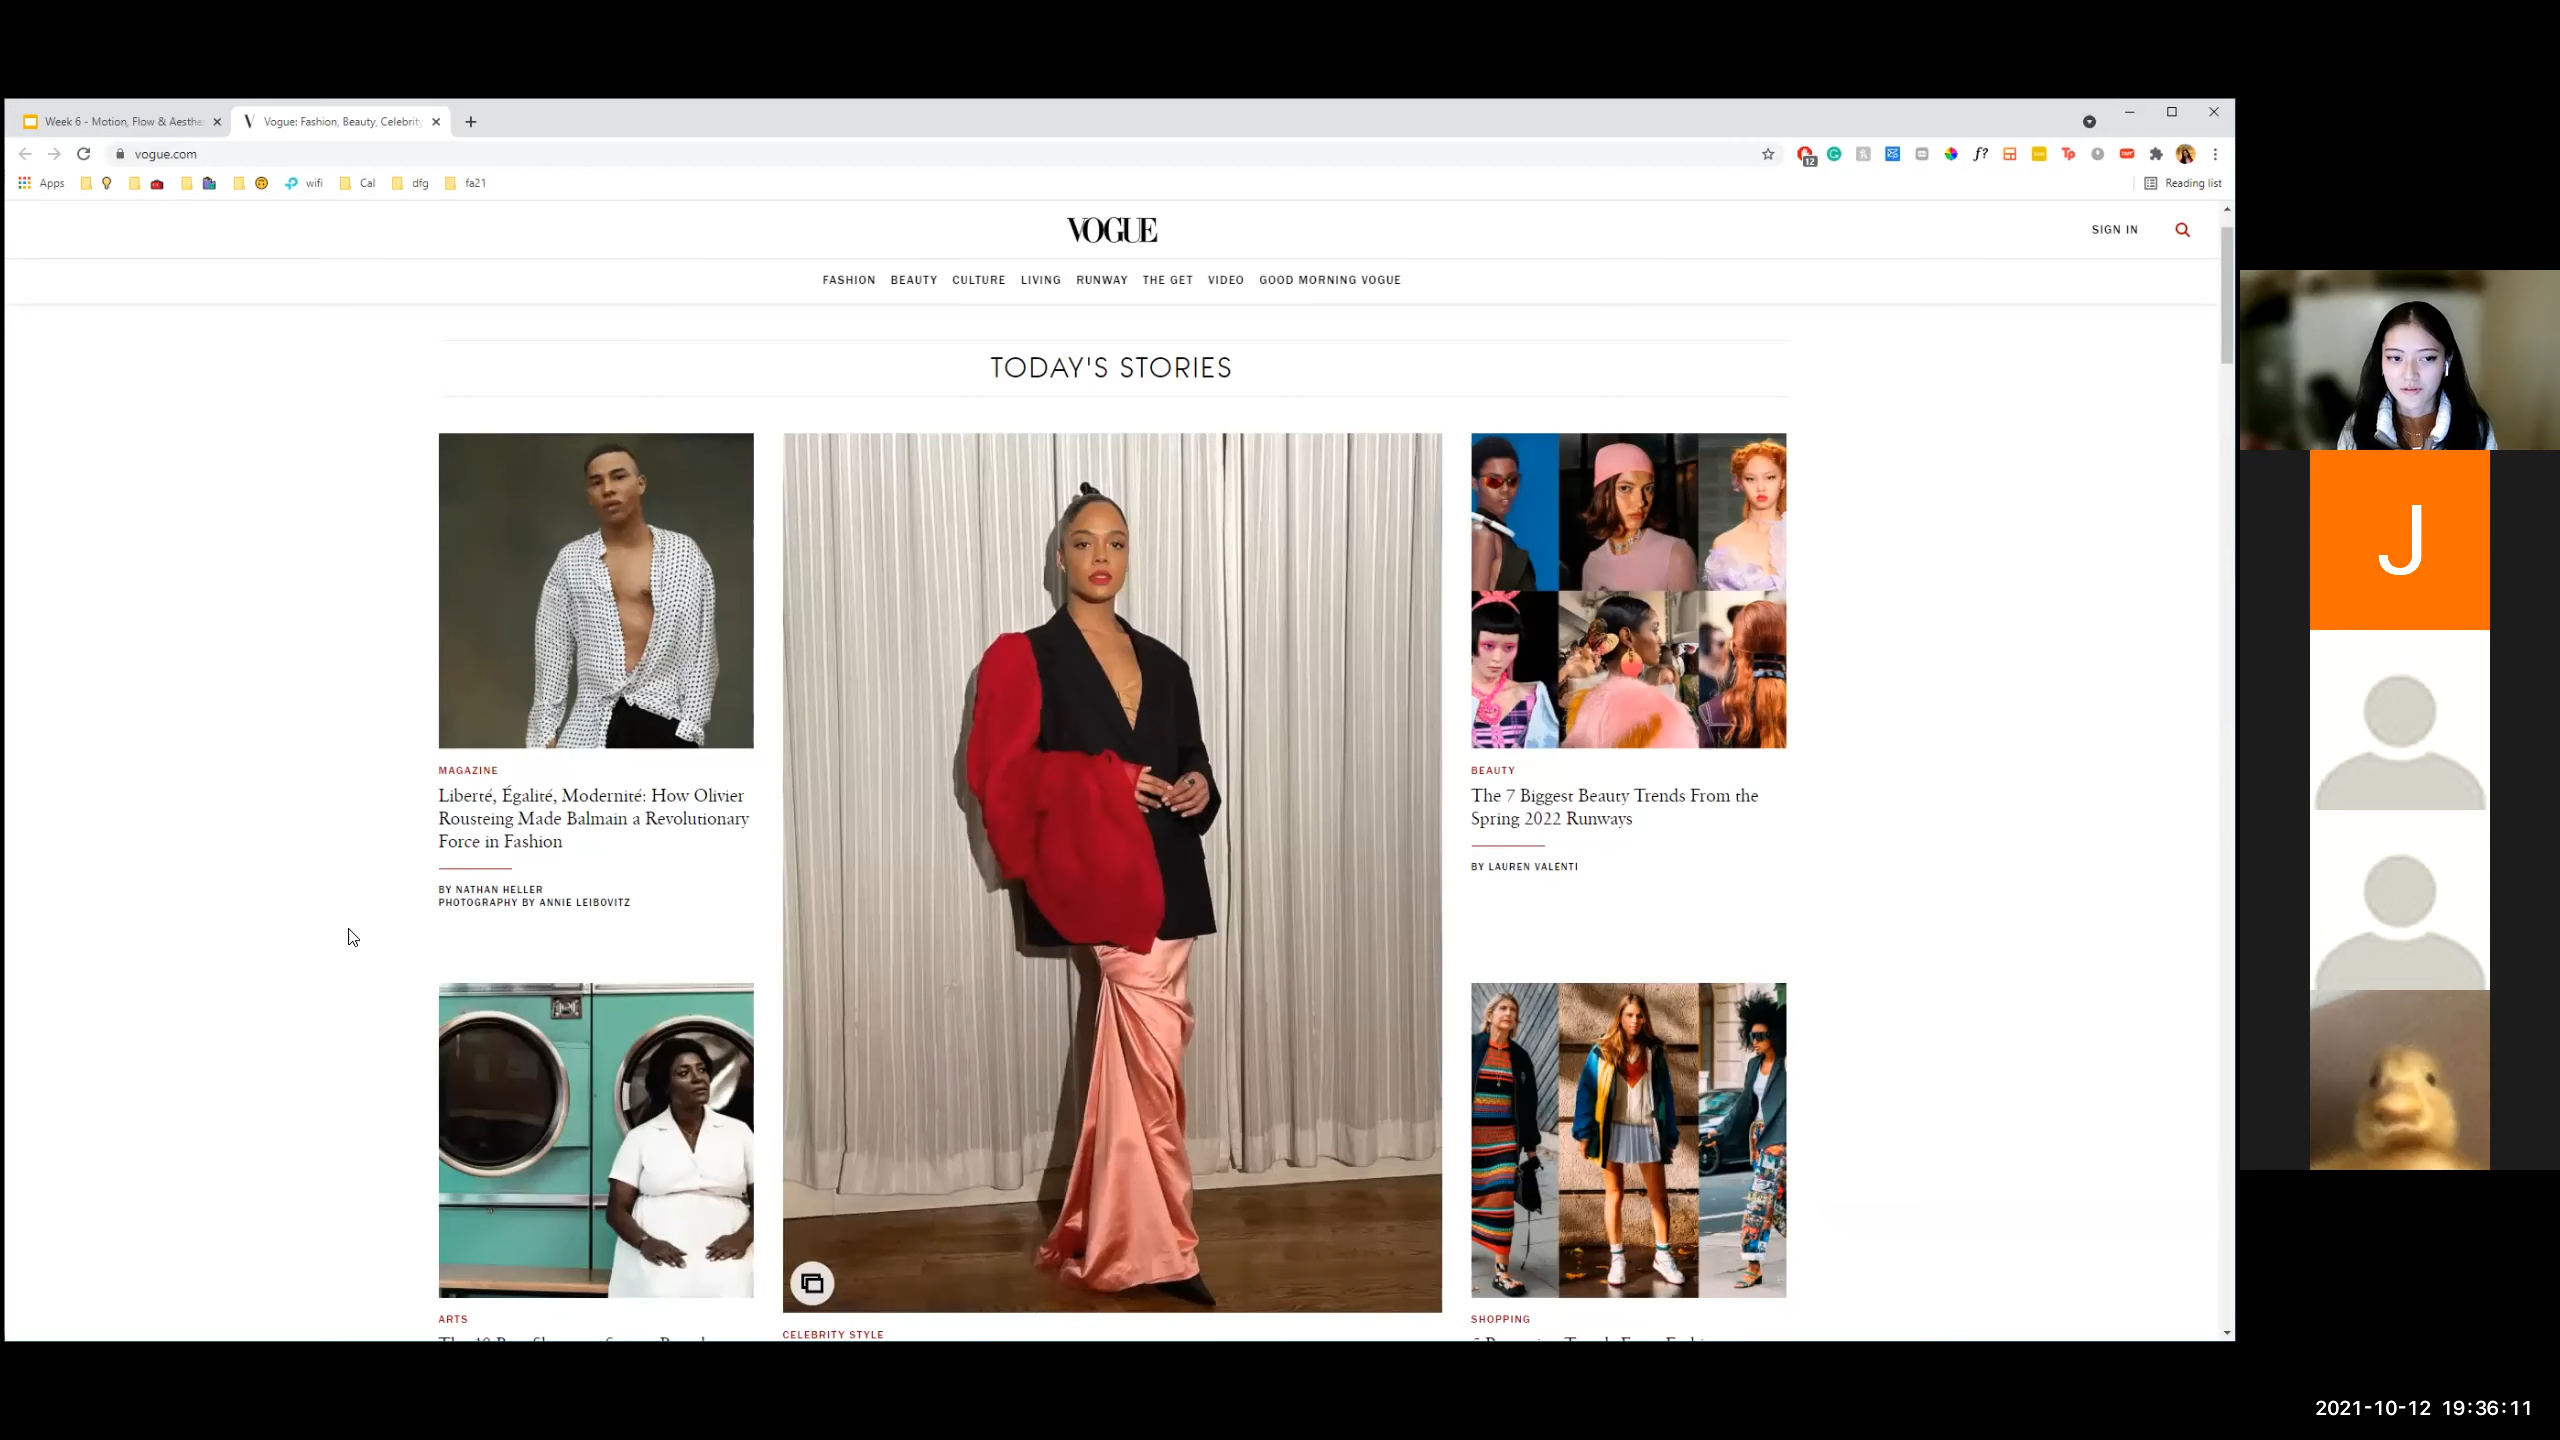 Week 6 - Motion, Flow & Aesthe
Vogue: Fashion, Beauty, Celebrity
vogue.com
12
f?
Tp
Apps
wifi
Cal
dfg
fa21
Reading list
VOGUE
SIGN IN
FASHION BEAUTY CULTURE LIVING RUNWAY THE GET VIDEO GOOD MORNING VOGUE
TODAY'S STORIES
MAGAZINE
Liberté, Égalité, Modernité: How Olivier
Rousteing Made Balmain a Revolutionary
Force in Fashion
BY NATHAN HELLER
PHOTOGRAPHY BY ANNIE LEIBOVITZ
ARTS
CELEBRITY STYLE
BEAUTY
The 7 Biggest Beauty Trends From the
Spring 2022 Runways
BY LAUREN VALENTI
SHOPPING
J
2021-10-12 19:36:11